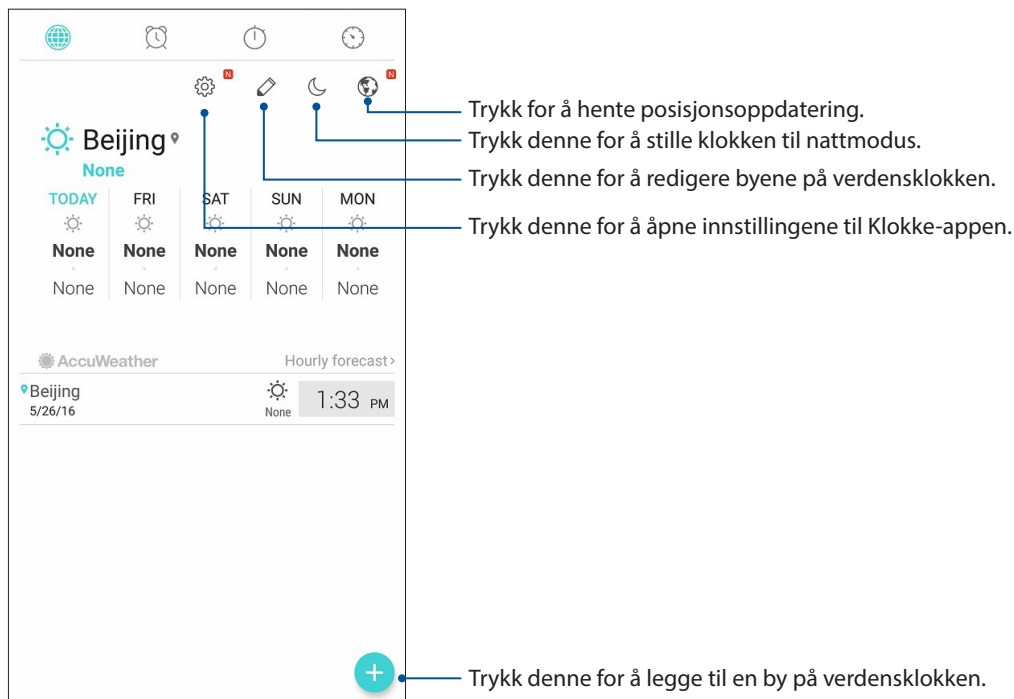 N N
Trykk for å hente posisjonsoppdatering.
Beijing
Trykk denne for å stille klokken til nattmodus.
None
Trykk denne for å redigere byene på verdensklokken.
TODAY FRI SAT SUN MON
Trykk denne for å åpne innstillingene til Klokke-appen.
None None None None None
None None None None None
AccuWeather Hourly forecast >
Beijing 1:33 PM
5/26/16 None
Trykk denne for å legge til en by på verdensklokken.